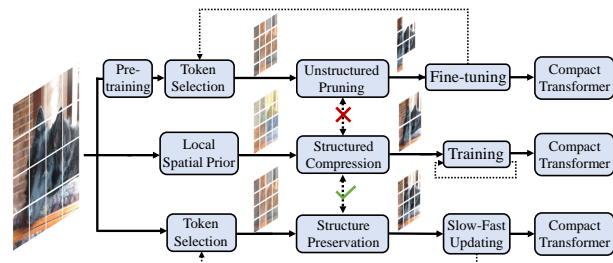 Pre-
training
Token
Selection
Unstructured
Pruning
Fine-tuning
Compact
Transformer
Local
Spatial Prior
Structured
Compression
Training
Compact
Transformer
Token
Selection
Structure
Preservation
Slow-Fast
Updating
Compact
Transformer